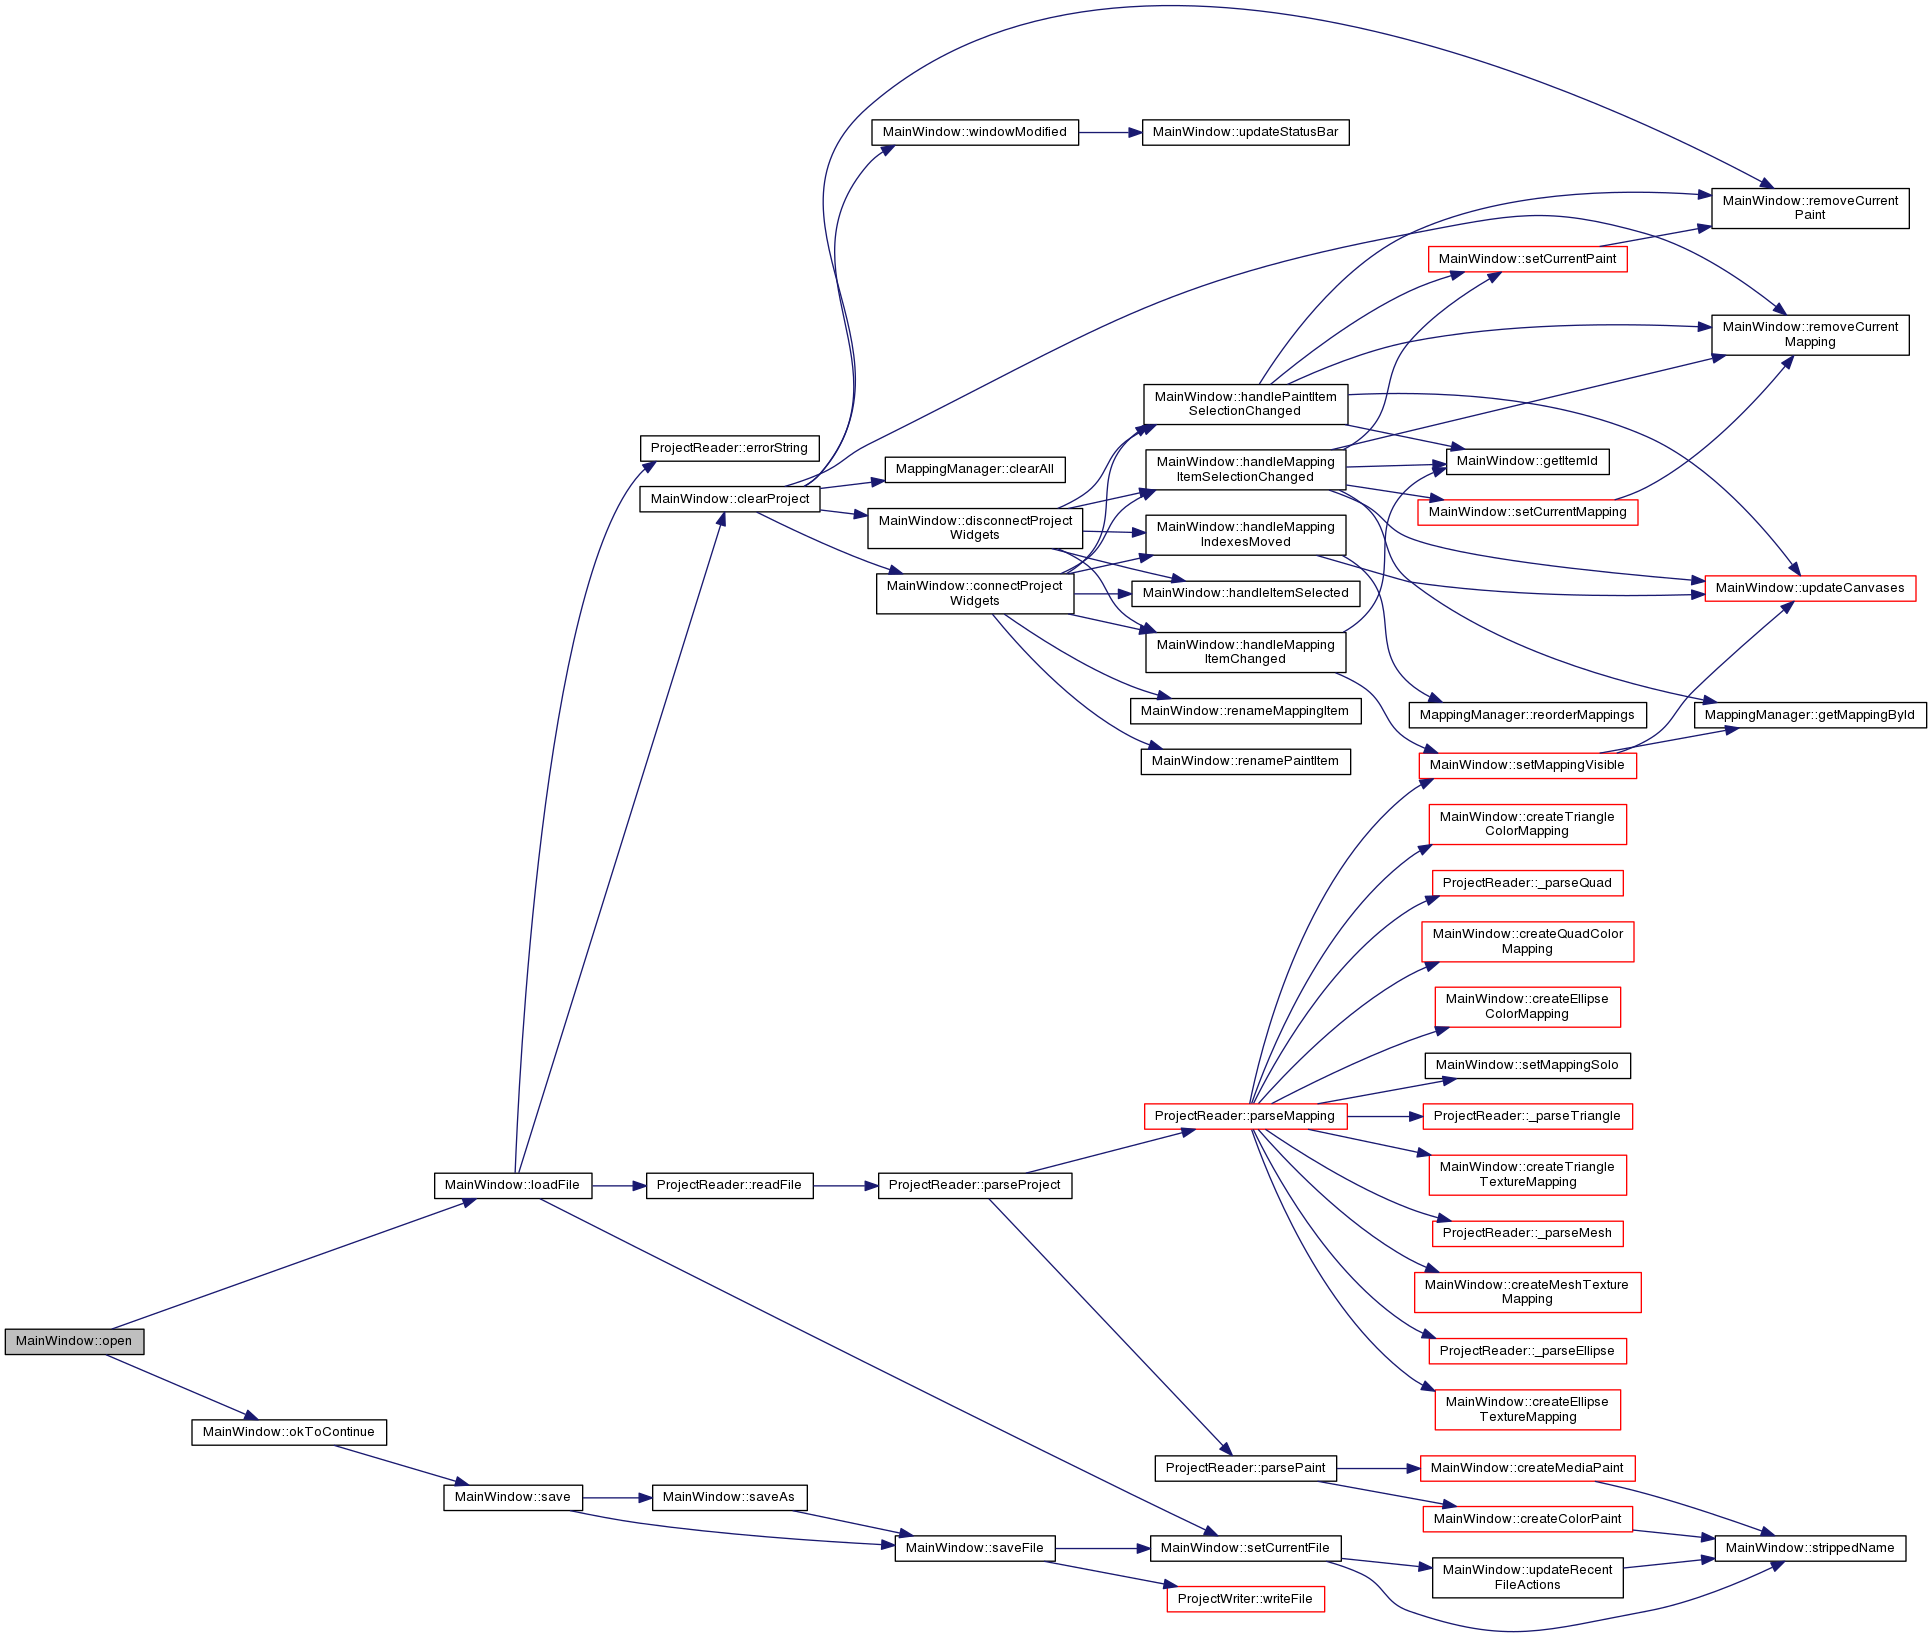 MainWindow::windowModified
MainWindow::updateStatusBar
MainWindow::removeCurrent
Paint
MainWindow::setCurrentPaint
MainWindow::removeCurrent
Mapping
MainWindow::handlePaintItem
SelectionChanged
ProjectReader::errorString
MappingManager::clearAll
MainWindow::handleMapping
ItemSelectionChanged
MainWindow::getItemId
MainWindow::clearProject
MainWindow::setCurrentMapping
MainWindow::disconnectProject
Widgets
MainWindow::handleMapping
IndexesMoved
MainWindow::connectProject
Widgets
MainWindow::handleItemSelected
MainWindow::updateCanvases
MainWindow::handleMapping
ItemChanged
MainWindow::renameMappingItem
MappingManager::reorderMappings
MappingManager::getMappingById
MainWindow::renamePaintItem
MainWindow::setMappingVisible
MainWindow::createTriangle
ColorMapping
ProjectReader::_parseQuad
MainWindow::createQuadColor
Mapping
MainWindow::createEllipse
ColorMapping
MainWindow::setMappingSolo
ProjectReader::parseMapping
ProjectReader::_parseTriangle
MainWindow::createTriangle
TextureMapping
MainWindow::loadFile
ProjectReader::readFile
ProjectReader::parseProject
ProjectReader::_parseMesh
MainWindow::createMeshTexture
Mapping
MainWindow::open
ProjectReader::_parseEllipse
MainWindow::createEllipse
TextureMapping
MainWindow::okToContinue
ProjectReader::parsePaint
MainWindow::createMediaPaint
MainWindow::save
MainWindow::saveAs
MainWindow::createColorPaint
MainWindow::saveFile
MainWindow::setCurrentFile
MainWindow::strippedName
MainWindow::updateRecent
FileActions
ProjectWriter::writeFile